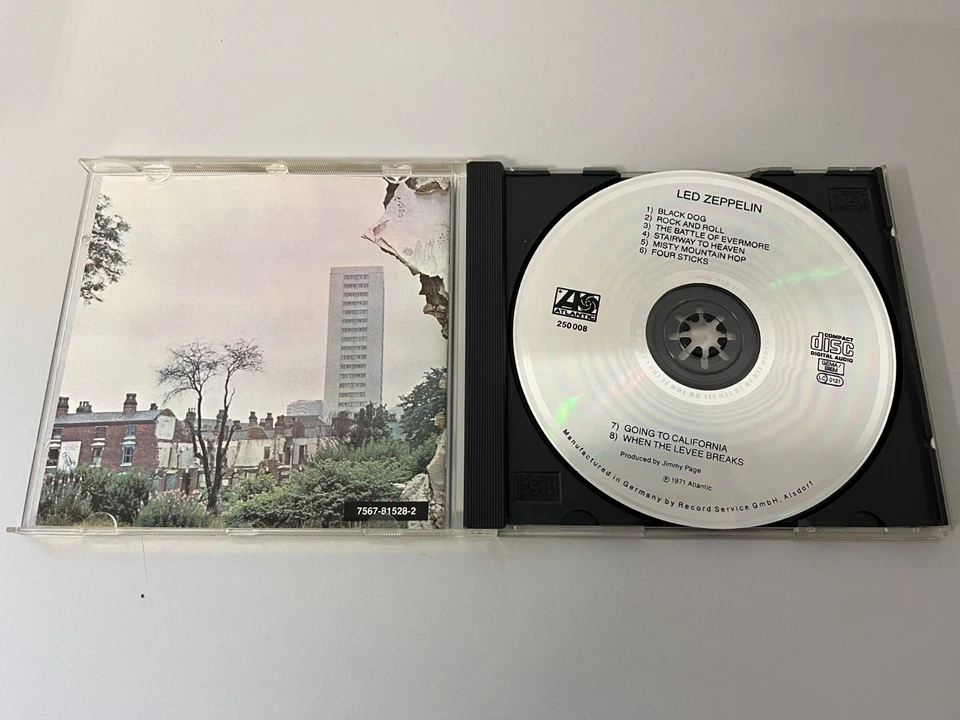 7567-81528-2
LED ZEPPELIN
1) BLACK DOG
2) ROCK AND ROLL
3) THE BATTLE OF EVERMORE
4) STAIRWAY TO HEAVEN
5) MISTY MOUNTAIN HOP
6) FOUR STICKS
ATLANTIC
250 008
COMPACT
disc
DIGITAL AUDIO
GEMA/
BIEM
LC 0121
7) GOING TO CALIFORNIA
8) WHEN THE LEVEE BREAKS
Produced by Jimmy Page
℗ 1971 Atlantic
Manufactured in Germany by Record Service GmbH, Alsdorf